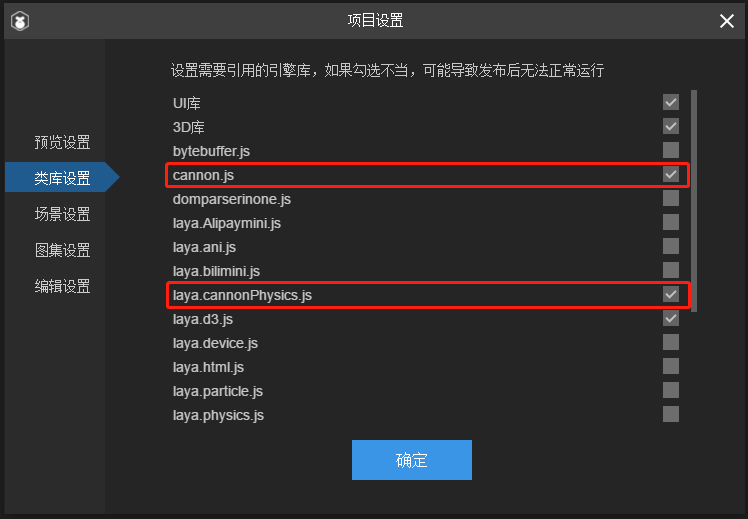 项目设置
设置需要引用的引擎库，如果勾选不当，可能导致发布后无法正常运行
预览设置
类库设置
场景设置
图集设置
编辑设置
UI库
3D库
bytebuffer.js
cannon.js
domparserinone.js
laya.Alipaymini.js
laya.ani.js
laya.bilimini.js
laya.cannonPhysics.js
laya.d3.js
laya.device.js
laya.html.js
laya.particle.js
laya.physics.js
确定